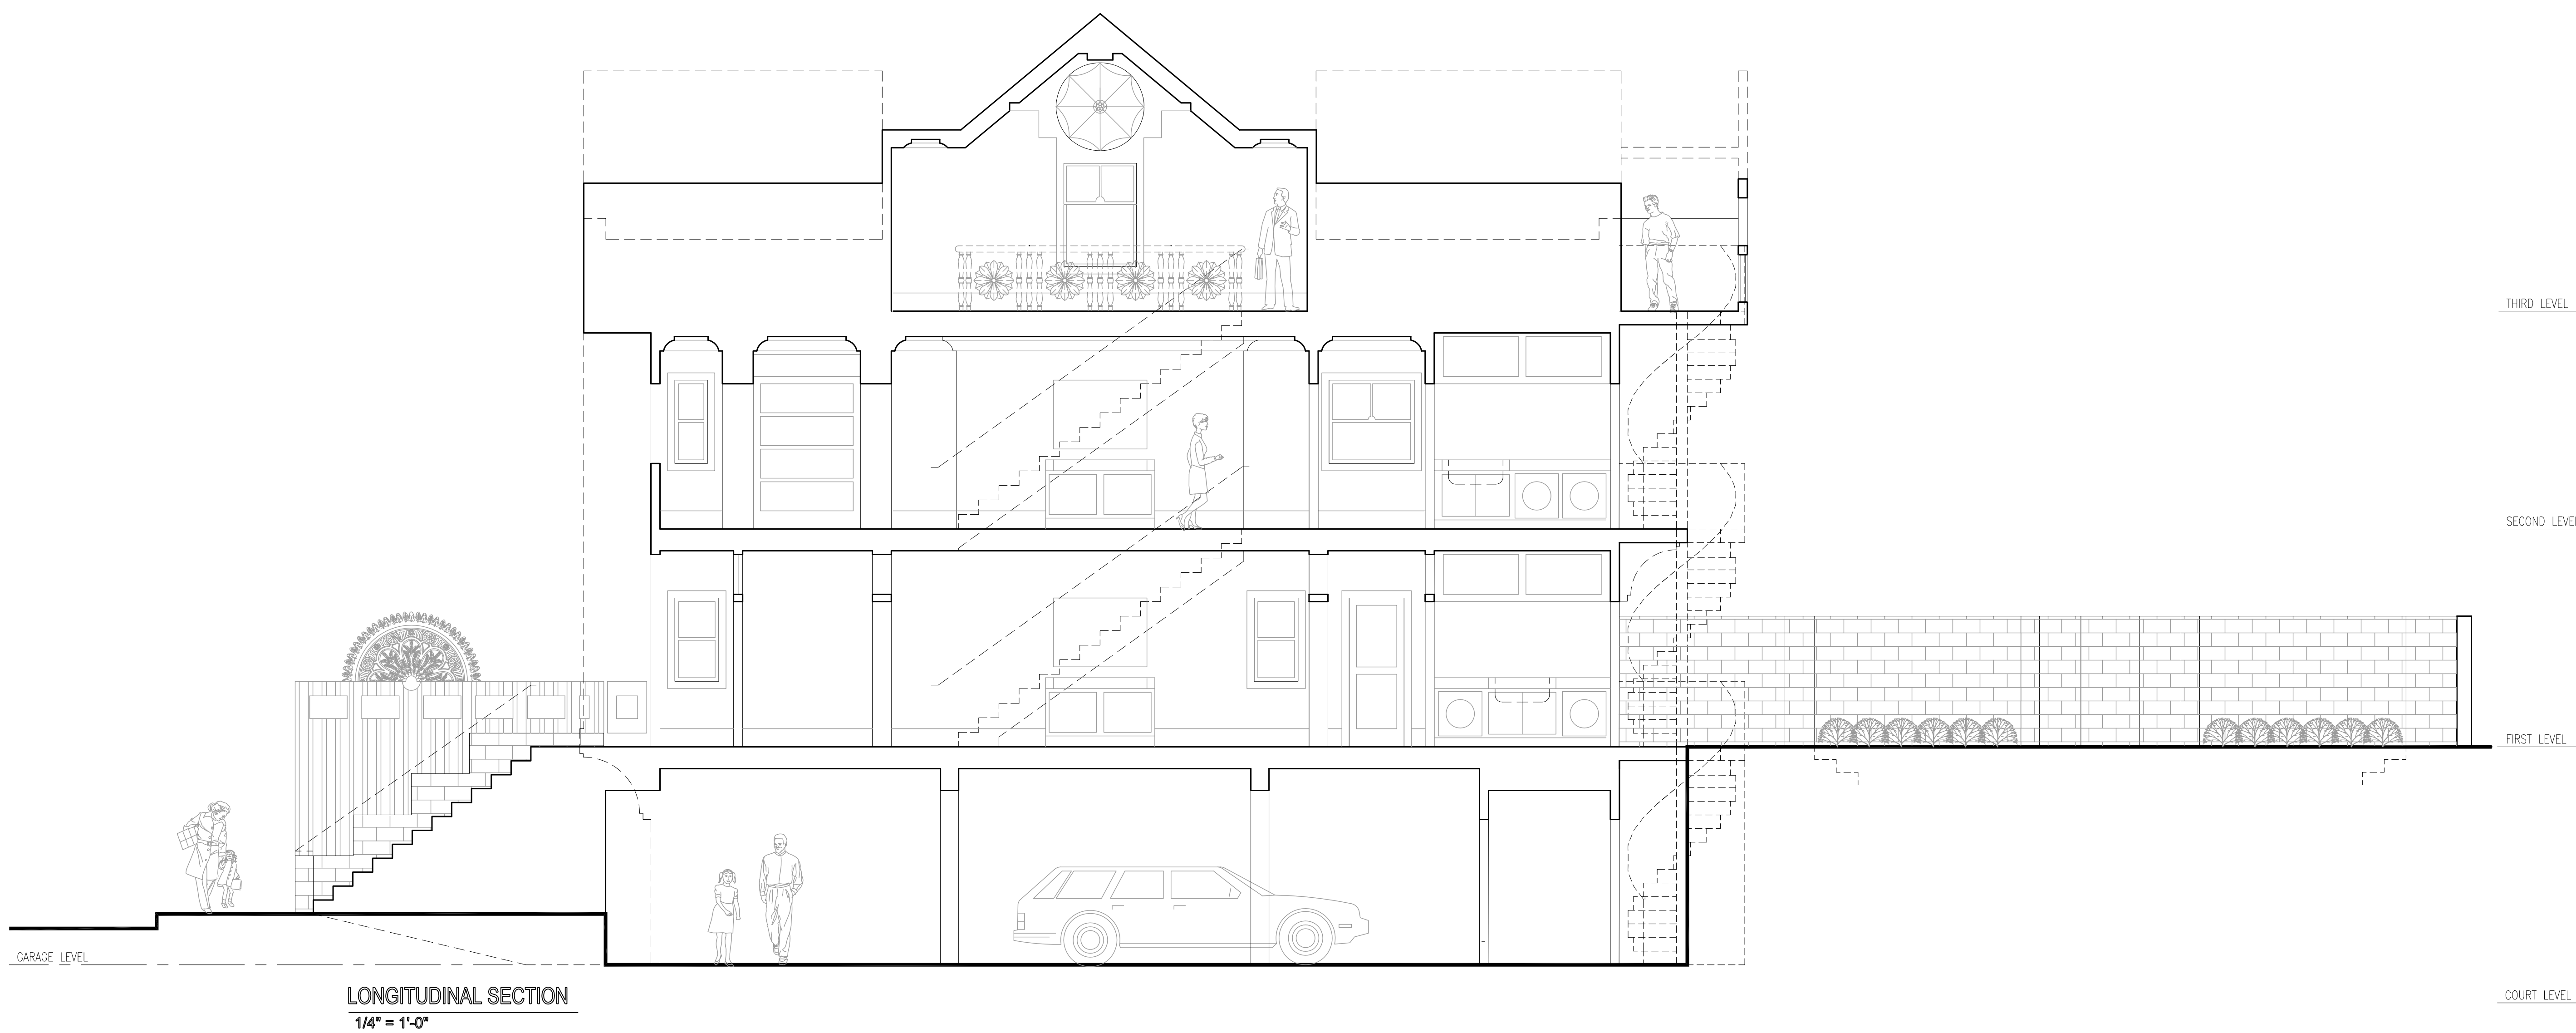 THIRD LEVEL
SECOND LEVEL
FIRST LEVEL
GARAGE LEVEL
LONGITUDINAL SECTION
1/4" = 1'-0"
COURT LEVEL